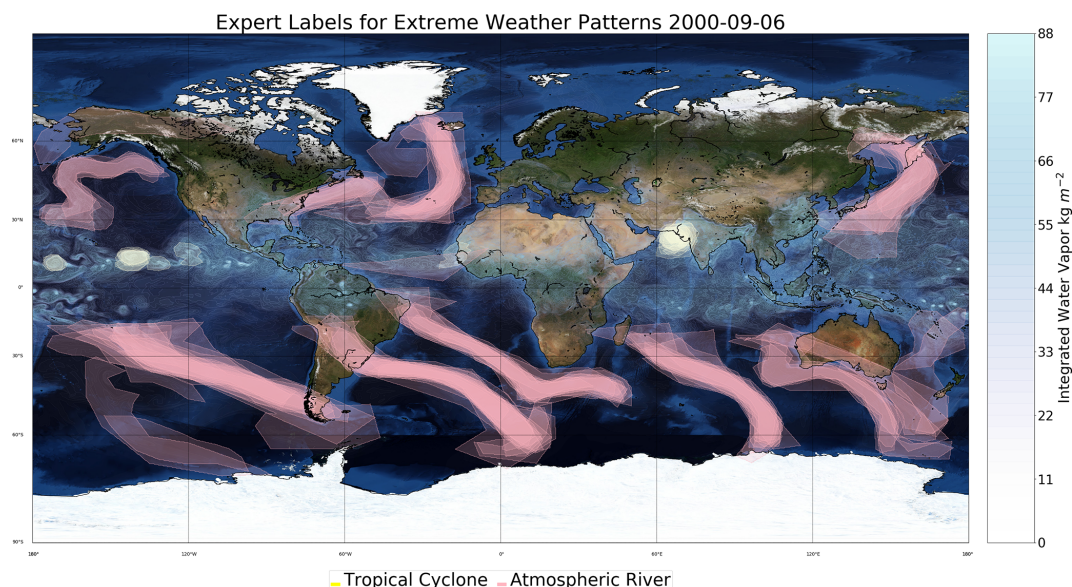 Expert Labels for Extreme Weather Patterns 2000-09-06
88
77
66
55
44
33
22
11
0
Integrated Water Vapor kg m⁻²
60°N
30°N
0°
30°S
60°S
90°S
180°
120°W
60°W
0°
60°E
120°E
180°
Tropical Cyclone
Atmospheric River